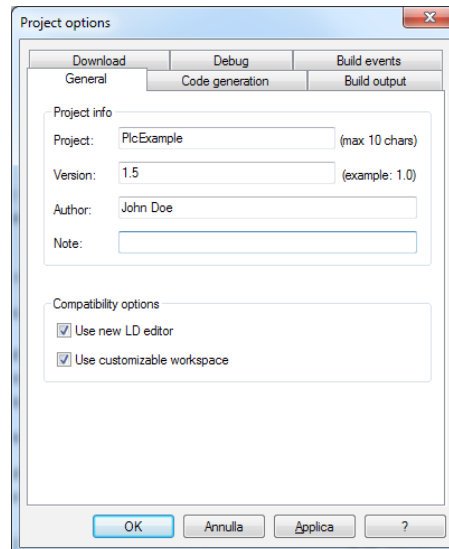 Project options
Download Debug Build events
General Code generation Build output
Project info
Project: PlcExample (max 10 chars)
Version: 1.5 (example: 1.0)
Author: John Doe
Note:
Compatibility options
Use new LD editor
Use customizable workspace
OK Annulla Applica ?